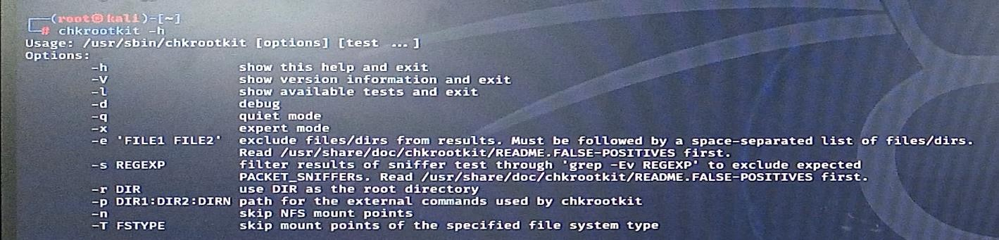 ┌──(root㉿kali)-[~]
└─# chkrootkit -h
Usage: /usr/sbin/chkrootkit [options] [test ...]
Options:
-h show this help and exit
-V show version information and exit
-l show available tests and exit
-d debug
-q quiet mode
-x expert mode
-e 'FILE1 FILE2' exclude files/dirs from results. Must be followed by a space-separated list of files/dirs.
Read /usr/share/doc/chkrootkit/README.FALSE-POSITIVES first.
-s REGEXP filter results of sniffer test through 'grep -Ev REGEXP' to exclude expected
PACKET_SNIFFERs. Read /usr/share/doc/chkrootkit/README.FALSE-POSITIVES first.
-r DIR use DIR as the root directory
-p DIR1:DIR2:DIRN path for the external commands used by chkrootkit
-n skip NFS mount points
-T FSTYPE skip mount points of the specified file system type